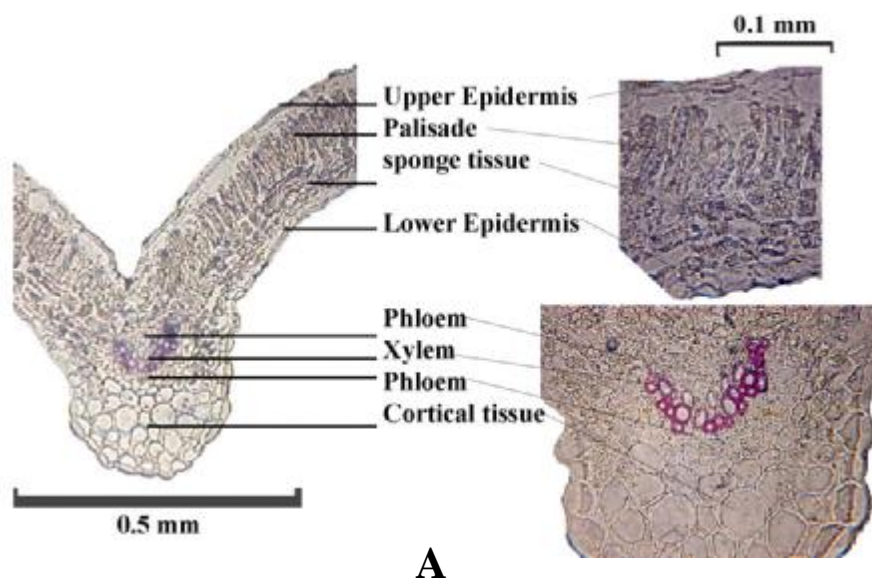 0.1 mm
Upper Epidermis
Palisade
sponge tissue
Lower Epidermis
Phloem
Xylem
Phloem
Cortical tissue
0.5 mm
A